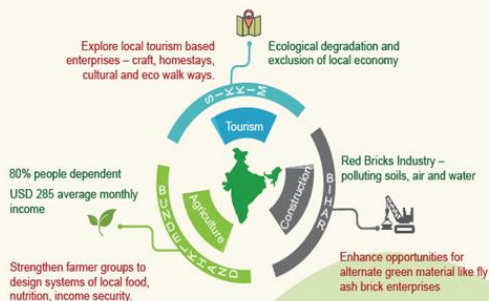 Explore local tourism based
enterprises – craft, homestays,
cultural and eco walk ways.
Ecological degradation and
exclusion of local economy
SIKKIM
Tourism
80% people dependent
USD 285 average monthly
income
BUNDELKHAND
Agriculture
Construction
BIHAR
Red Bricks Industry –
polluting soils, air and water
Strengthen farmer groups to
design systems of local food,
nutrition, income security.
Enhance opportunities for
alternate green material like fly
ash brick enterprises